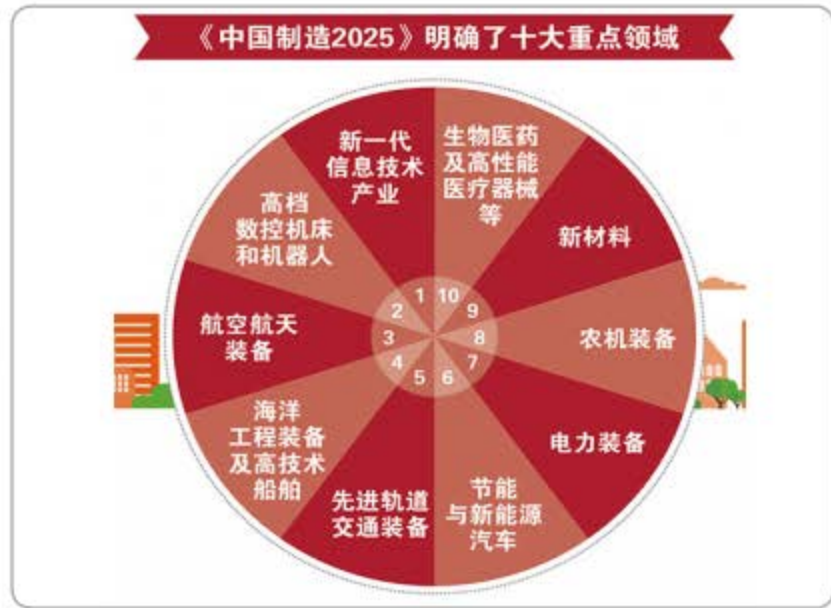 《中国制造2025》明确了十大重点领域
新一代
信息技术
产业
高档
数控机床
和机器人
航空航天
装备
海洋
工程装备
及高技术
船舶
先进轨道
交通装备
节能
与新能源
汽车
电力装备
农机装备
新材料
生物医药
及高性能
医疗器械
等
1
2
3
4
5
6
7
8
9
10